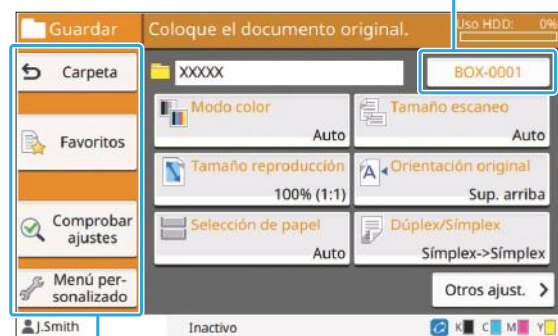 Guardar
Coloque el documento original.
Uso HDD: 0%
Carpeta
XXXXX
BOX-0001
Favoritos
Modo color
Auto
Tamaño escaneo
Auto
Tamaño reproducción
100% (1:1)
Orientación original
Sup. arriba
Comprobar
ajustes
Selección de papel
Auto
Dúplex/Símplex
Símplex->Símplex
Menú per-
sonalizado
Otros ajust.
J.Smith
Inactivo
K C M Y